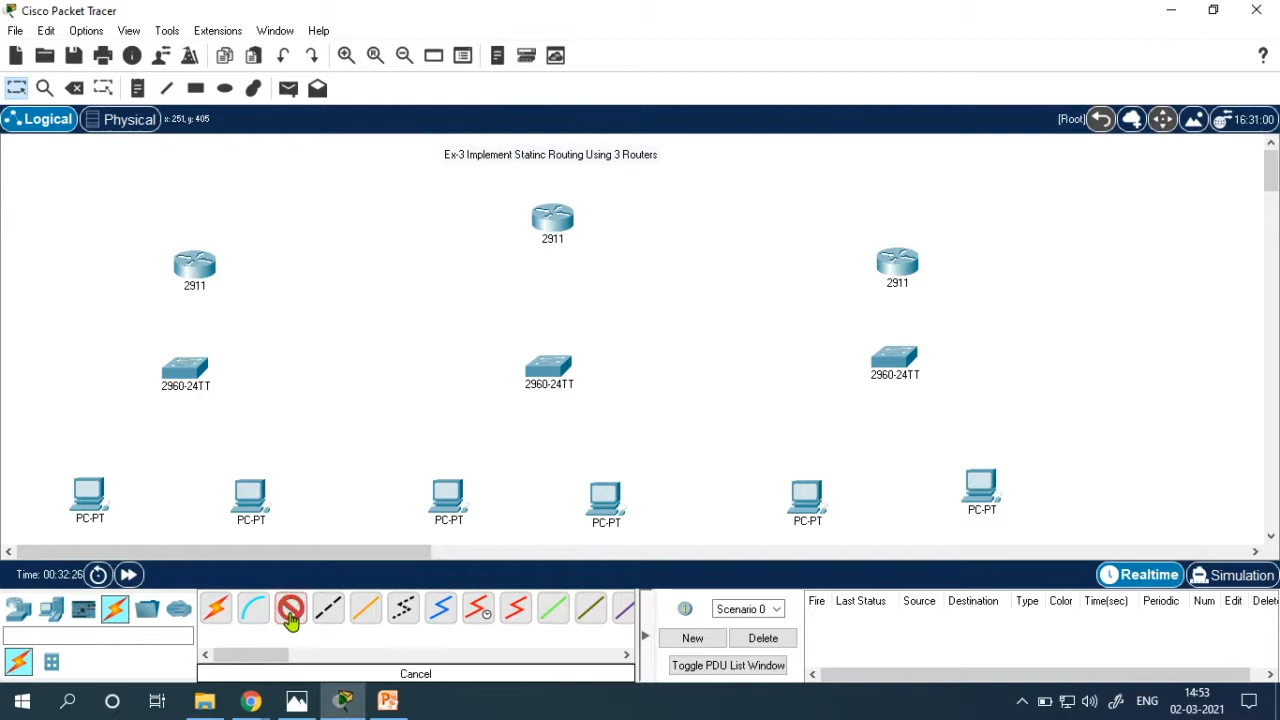 Cisco Packet Tracer
File Edit Options View Tools Extensions Window Help
Logical Physical x: 251, y: 405 [Root] 16:31:00
Ex-3 Implement Statinc Routing Using 3 Routers
2911
2911
2911
2960-24TT
2960-24TT
2960-24TT
PC-PT
PC-PT
PC-PT
PC-PT
PC-PT
PC-PT
Time: 00:32:26 Realtime Simulation
Scenario 0
New Delete
Toggle PDU List Window
Fire Last Status Source Destination Type Color Time(sec) Periodic Num Edit Delete
Cancel
ENG
14:53
02-03-2021